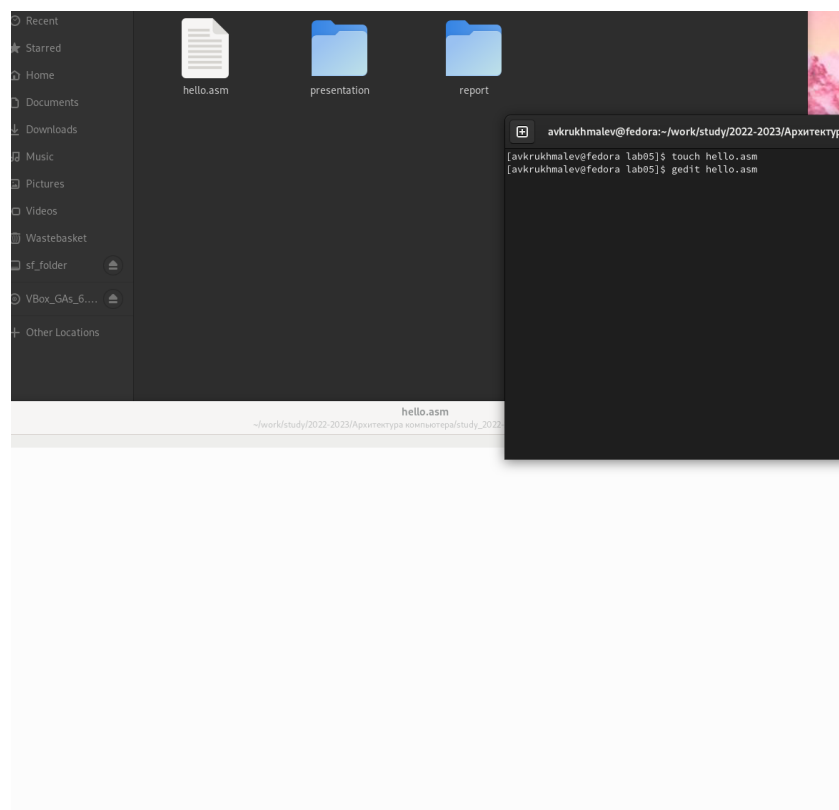 Recent
Starred
Home
Documents
Downloads
Music
Pictures
Videos
Wastebasket
sf_folder
VBox_GAs_6....
Other Locations
hello.asm
presentation
report
avkrukhmalev@fedora:~/work/study/2022-2023/Архитектур
[avkrukhmalev@fedora lab05]$ touch hello.asm
[avkrukhmalev@fedora lab05]$ gedit hello.asm
hello.asm
~/work/study/2022-2023/Архитектура компьютера/study_2022-